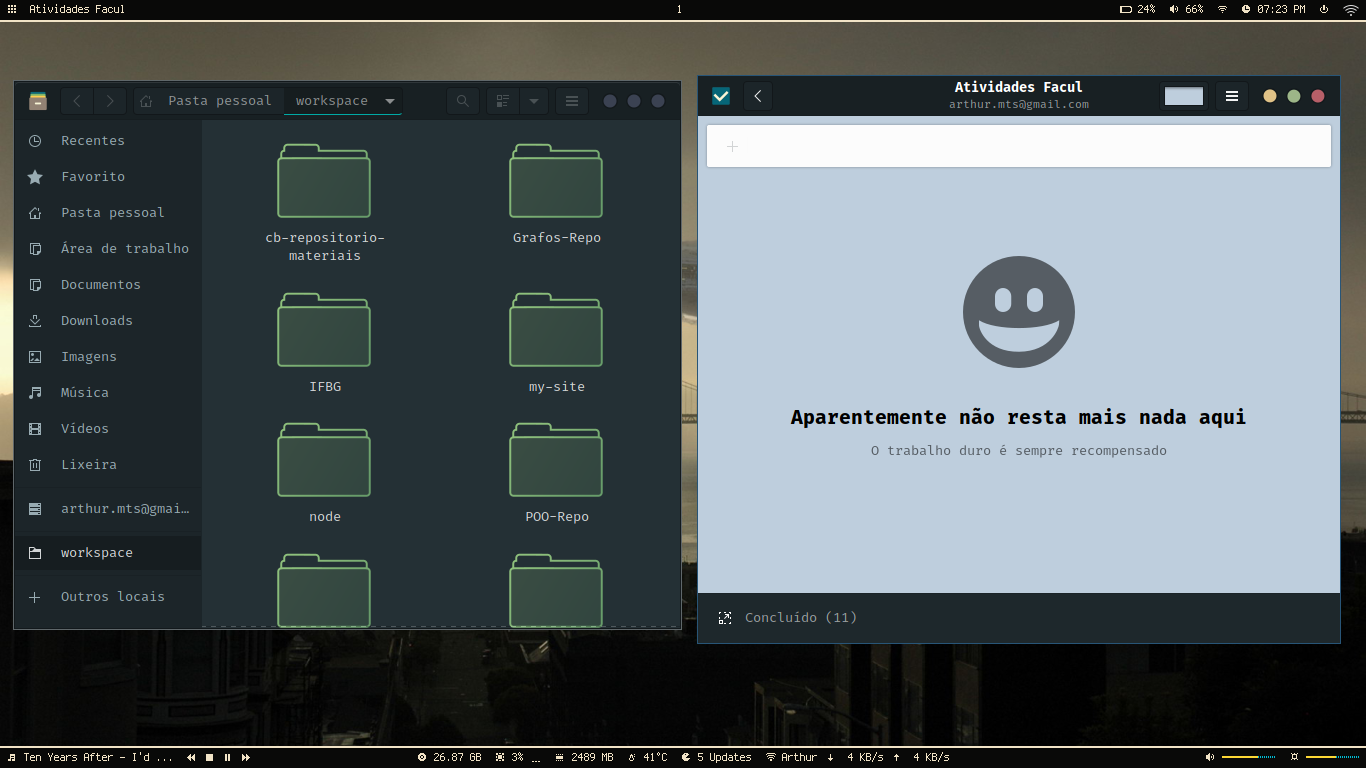 Atividades Facul
1
24%
66%
07:23 PM
Pasta pessoal
workspace
Recentes
Favorito
Pasta pessoal
Área de trabalho
Documentos
Downloads
Imagens
Música
Videos
Lixeira
arthur.mts@gmai…
workspace
Outros locais
cb-repositorio-
materiais
Grafos-Repo
IFBG
my-site
node
POO-Repo
Atividades Facul
arthur.mts@gmail.com
Aparentemente não resta mais nada aqui
O trabalho duro é sempre recompensado
Concluído (11)
Ten Years After - I'd ...
26.87 GB
3%
2489 MB
41°C
5 Updates
Arthur
4 KB/s
4 KB/s